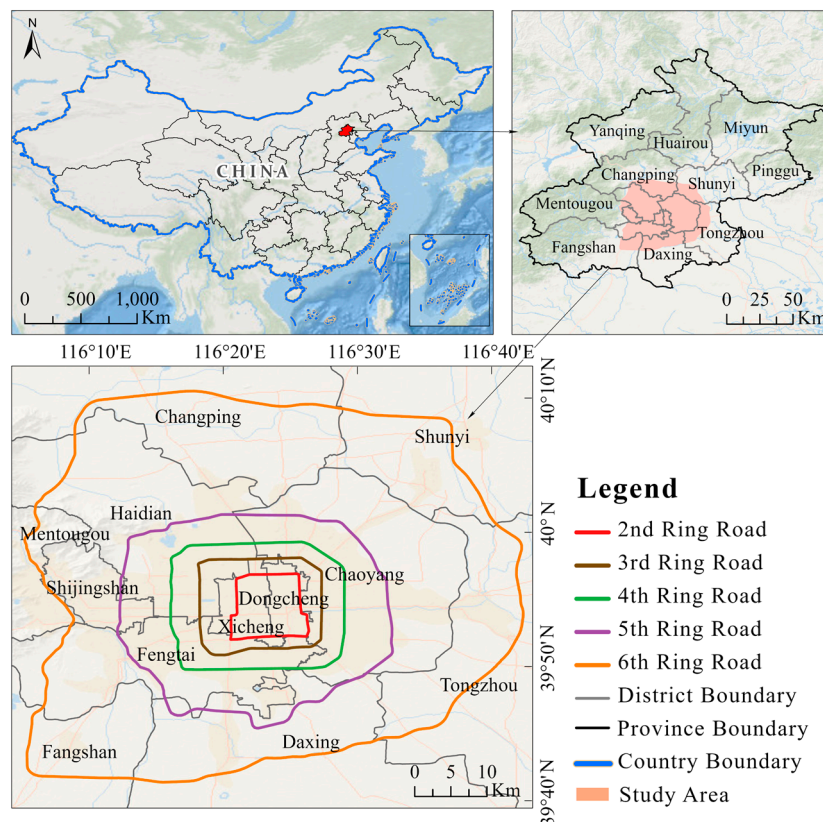 N
CHINA
0 500 1,000
Km
Yanqing
Huairou
Miyun
Changping
Shunyi
Pinggu
Mentougou
Tongzhou
Fangshan
Daxing
0 25 50
Km
116°10'E 116°20'E 116°30'E 116°40'E
40°10'N
40°N
39°50'N
39°40'N
Changping
Shunyi
Haidian
Mentougou
Shijingshan
Chaoyang
Dongcheng
Xicheng
Fengtai
Tongzhou
Daxing
Fangshan
0 5 10
Km
Legend
2nd Ring Road
3rd Ring Road
4th Ring Road
5th Ring Road
6th Ring Road
District Boundary
Province Boundary
Country Boundary
Study Area